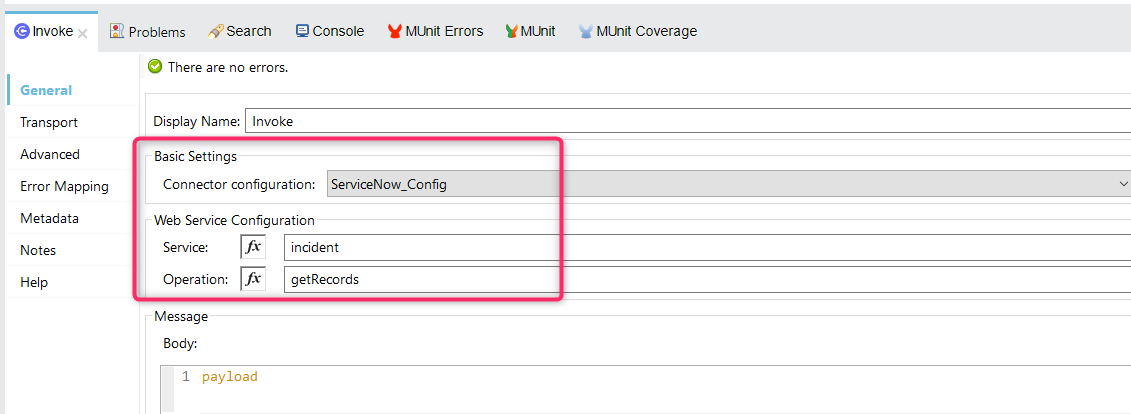 Invoke Problems Search Console MUnit Errors MUnit MUnit Coverage
There are no errors.
General
Transport
Advanced
Error Mapping
Metadata
Notes
Help
Display Name: Invoke
Basic Settings
Connector configuration: ServiceNow_Config
Web Service Configuration
Service: fx incident
Operation: fx getRecords
Message
Body:
1 payload